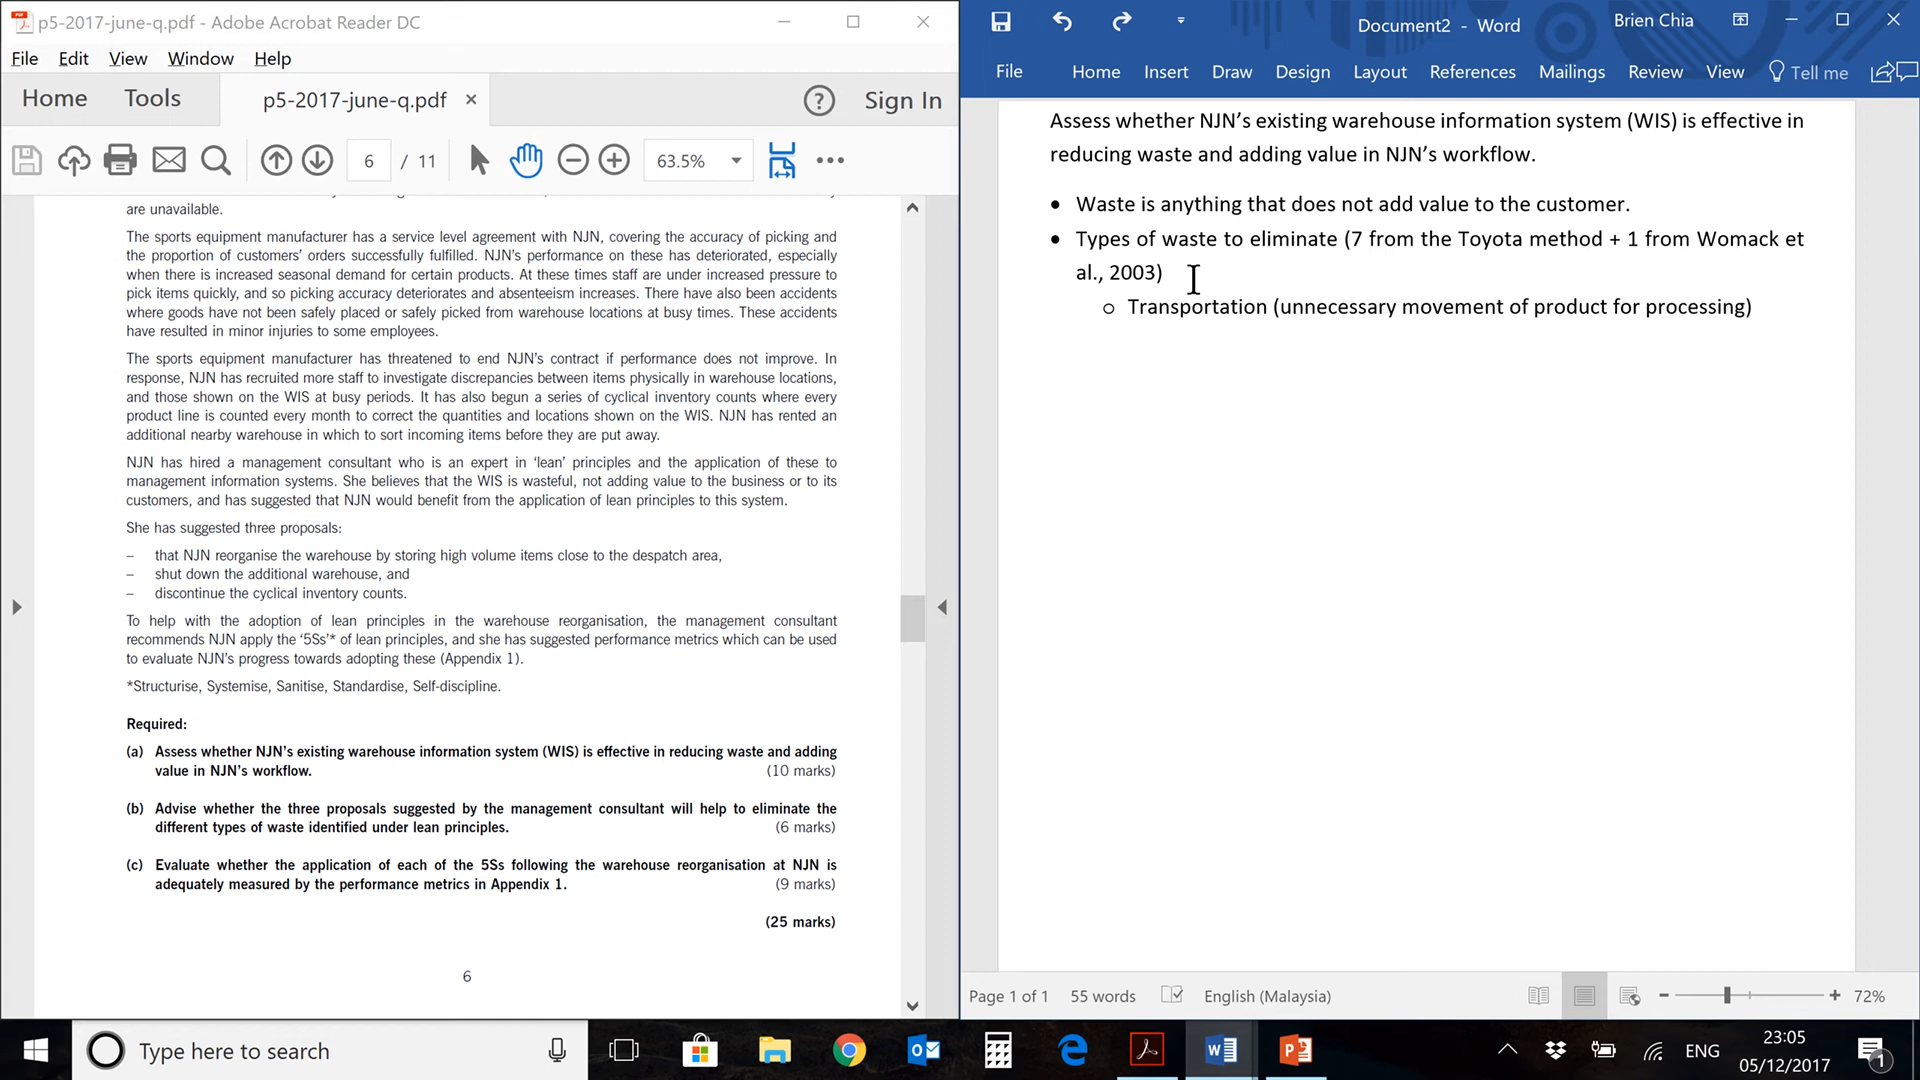 p5-2017-june-q.pdf - Adobe Acrobat Reader DC
File Edit View Window Help
Home Tools p5-2017-june-q.pdf × Sign In
6 / 11 63.5%
are unavailable.
The sports equipment manufacturer has a service level agreement with NJN, covering the accuracy of picking and
the proportion of customers' orders successfully fulfilled. NJN's performance on these has deteriorated, especially
when there is increased seasonal demand for certain products. At these times staff are under increased pressure to
pick items quickly, and so picking accuracy deteriorates and absenteeism increases. There have also been accidents
where goods have not been safely placed or safely picked from warehouse locations at busy times. These accidents
have resulted in minor injuries to some employees.
The sports equipment manufacturer has threatened to end NJN's contract if performance does not improve. In
response, NJN has recruited more staff to investigate discrepancies between items physically in warehouse locations,
and those shown on the WIS at busy periods. It has also begun a series of cyclical inventory counts where every
product line is counted every month to correct the quantities and locations shown on the WIS. NJN has rented an
additional nearby warehouse in which to sort incoming items before they are put away.
NJN has hired a management consultant who is an expert in 'lean' principles and the application of these to
management information systems. She believes that the WIS is wasteful, not adding value to the business or to its
customers, and has suggested that NJN would benefit from the application of lean principles to this system.
She has suggested three proposals:
– that NJN reorganise the warehouse by storing high volume items close to the despatch area,
– shut down the additional warehouse, and
– discontinue the cyclical inventory counts.
To help with the adoption of lean principles in the warehouse reorganisation, the management consultant
recommends NJN apply the '5Ss'* of lean principles, and she has suggested performance metrics which can be used
to evaluate NJN's progress towards adopting these (Appendix 1).
*Structurise, Systemise, Sanitise, Standardise, Self-discipline.
Required:
(a) Assess whether NJN's existing warehouse information system (WIS) is effective in reducing waste and adding
value in NJN's workflow. (10 marks)
(b) Advise whether the three proposals suggested by the management consultant will help to eliminate the
different types of waste identified under lean principles. (6 marks)
(c) Evaluate whether the application of each of the 5Ss following the warehouse reorganisation at NJN is
adequately measured by the performance metrics in Appendix 1. (9 marks)
(25 marks)
6
Document2 - Word Brien Chia
File Home Insert Draw Design Layout References Mailings Review View Tell me
Assess whether NJN's existing warehouse information system (WIS) is effective in
reducing waste and adding value in NJN's workflow.
• Waste is anything that does not add value to the customer.
• Types of waste to eliminate (7 from the Toyota method + 1 from Womack et
al., 2003)
o Transportation (unnecessary movement of product for processing)
Page 1 of 1 55 words English (Malaysia) 72%
Type here to search
ENG
23:05
05/12/2017
1